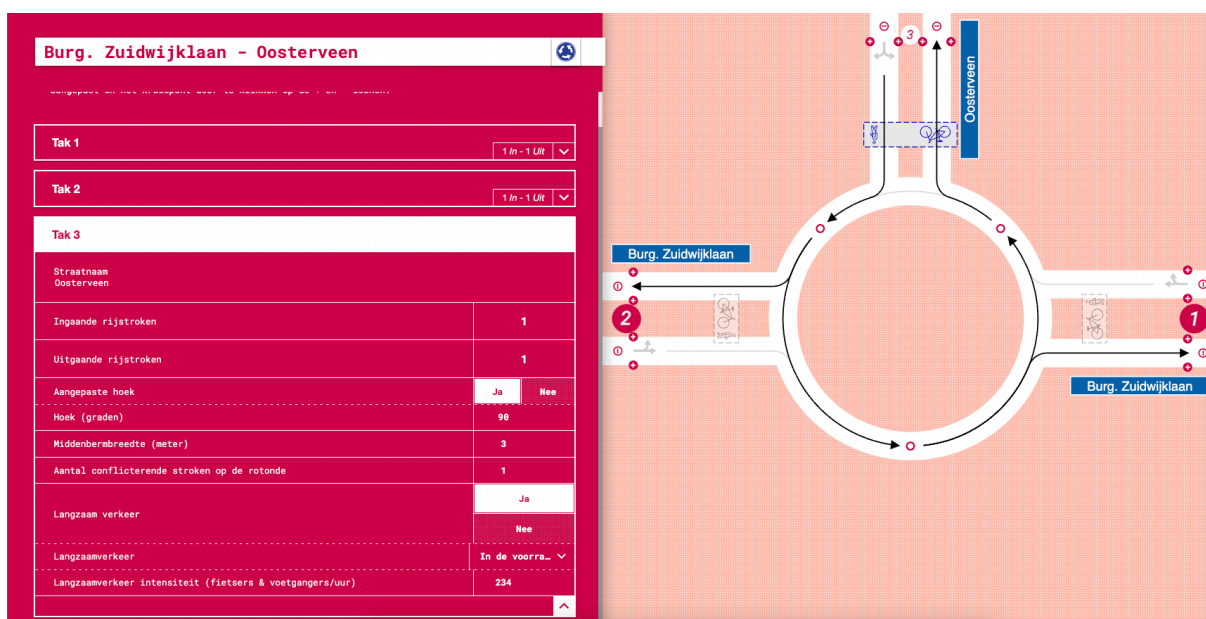 Burg. Zuidwijklaan - Oosterveen
Tak 1
1 In - 1 Uit
Tak 2
1 In - 1 Uit
Tak 3
Straatnaam
Oosterveen
Ingaande rijstroken 1
Uitgaande rijstroken 1
Aangepaste hoek Ja Nee
Hoek (graden) 90
Middenbermbreedte (meter) 3
Aantal conflicterende stroken op de rotonde 1
Langzaam verkeer Ja
Nee
Langzaamverkeer In de voorra…
Langzaamverkeer intensiteit (fietsers & voetgangers/uur) 234
3
Oosterveen
Burg. Zuidwijklaan
2
1
Burg. Zuidwijklaan